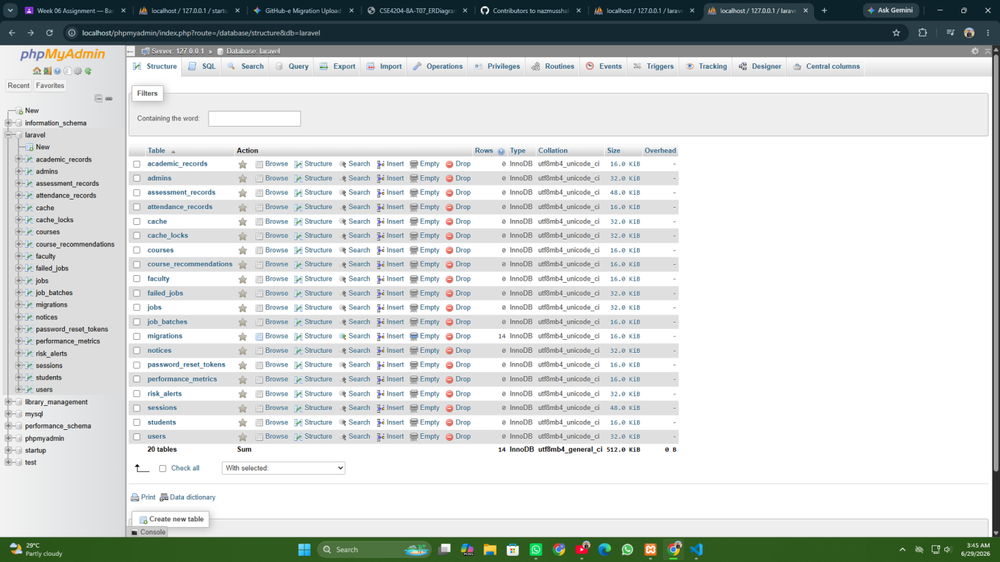 Week 06 Assignment — Bac
localhost / 127.0.0.1 / startu
GitHub-e Migration Upload
CSE4204-8A-T07_ERDiagran
Contributors to nazmusshak
localhost / 127.0.0.1 / larave
localhost / 127.0.0.1 / larave
Ask Gemini
localhost/phpmyadmin/index.php?route=/database/structure&db=laravel
phpMyAdmin
Recent Favorites
New
information_schema
laravel
New
academic_records
admins
assessment_records
attendance_records
cache
cache_locks
courses
course_recommendations
faculty
failed_jobs
jobs
job_batches
migrations
notices
password_reset_tokens
performance_metrics
risk_alerts
sessions
students
users
library_management
mysql
performance_schema
phpmyadmin
startup
test
Server: 127.0.0.1 » Database: laravel
Structure SQL Search Query Export Import Operations Privileges Routines Events Triggers Tracking Designer Central columns
Filters
Containing the word:
Table Action Rows Type Collation Size Overhead
academic_records Browse Structure Search Insert Empty Drop 0 InnoDB utf8mb4_unicode_ci 16.0 KiB -
admins Browse Structure Search Insert Empty Drop 0 InnoDB utf8mb4_unicode_ci 32.0 KiB -
assessment_records Browse Structure Search Insert Empty Drop 0 InnoDB utf8mb4_unicode_ci 48.0 KiB -
attendance_records Browse Structure Search Insert Empty Drop 0 InnoDB utf8mb4_unicode_ci 16.0 KiB -
cache Browse Structure Search Insert Empty Drop 0 InnoDB utf8mb4_unicode_ci 32.0 KiB -
cache_locks Browse Structure Search Insert Empty Drop 0 InnoDB utf8mb4_unicode_ci 32.0 KiB -
courses Browse Structure Search Insert Empty Drop 0 InnoDB utf8mb4_unicode_ci 16.0 KiB -
course_recommendations Browse Structure Search Insert Empty Drop 0 InnoDB utf8mb4_unicode_ci 16.0 KiB -
faculty Browse Structure Search Insert Empty Drop 0 InnoDB utf8mb4_unicode_ci 16.0 KiB -
failed_jobs Browse Structure Search Insert Empty Drop 0 InnoDB utf8mb4_unicode_ci 32.0 KiB -
jobs Browse Structure Search Insert Empty Drop 0 InnoDB utf8mb4_unicode_ci 32.0 KiB -
job_batches Browse Structure Search Insert Empty Drop 0 InnoDB utf8mb4_unicode_ci 16.0 KiB -
migrations Browse Structure Search Insert Empty Drop 14 InnoDB utf8mb4_unicode_ci 16.0 KiB -
notices Browse Structure Search Insert Empty Drop 0 InnoDB utf8mb4_unicode_ci 32.0 KiB -
password_reset_tokens Browse Structure Search Insert Empty Drop 0 InnoDB utf8mb4_unicode_ci 16.0 KiB -
performance_metrics Browse Structure Search Insert Empty Drop 0 InnoDB utf8mb4_unicode_ci 16.0 KiB -
risk_alerts Browse Structure Search Insert Empty Drop 0 InnoDB utf8mb4_unicode_ci 32.0 KiB -
sessions Browse Structure Search Insert Empty Drop 0 InnoDB utf8mb4_unicode_ci 48.0 KiB -
students Browse Structure Search Insert Empty Drop 0 InnoDB utf8mb4_unicode_ci 16.0 KiB -
users Browse Structure Search Insert Empty Drop 0 InnoDB utf8mb4_unicode_ci 32.0 KiB -
20 tables Sum 14 InnoDB utf8mb4_general_ci 512.0 KiB 0 B
Check all With selected:
Print Data dictionary
Create new table
Console
29°C
Partly cloudy
Search
3:45 AM
6/29/2026